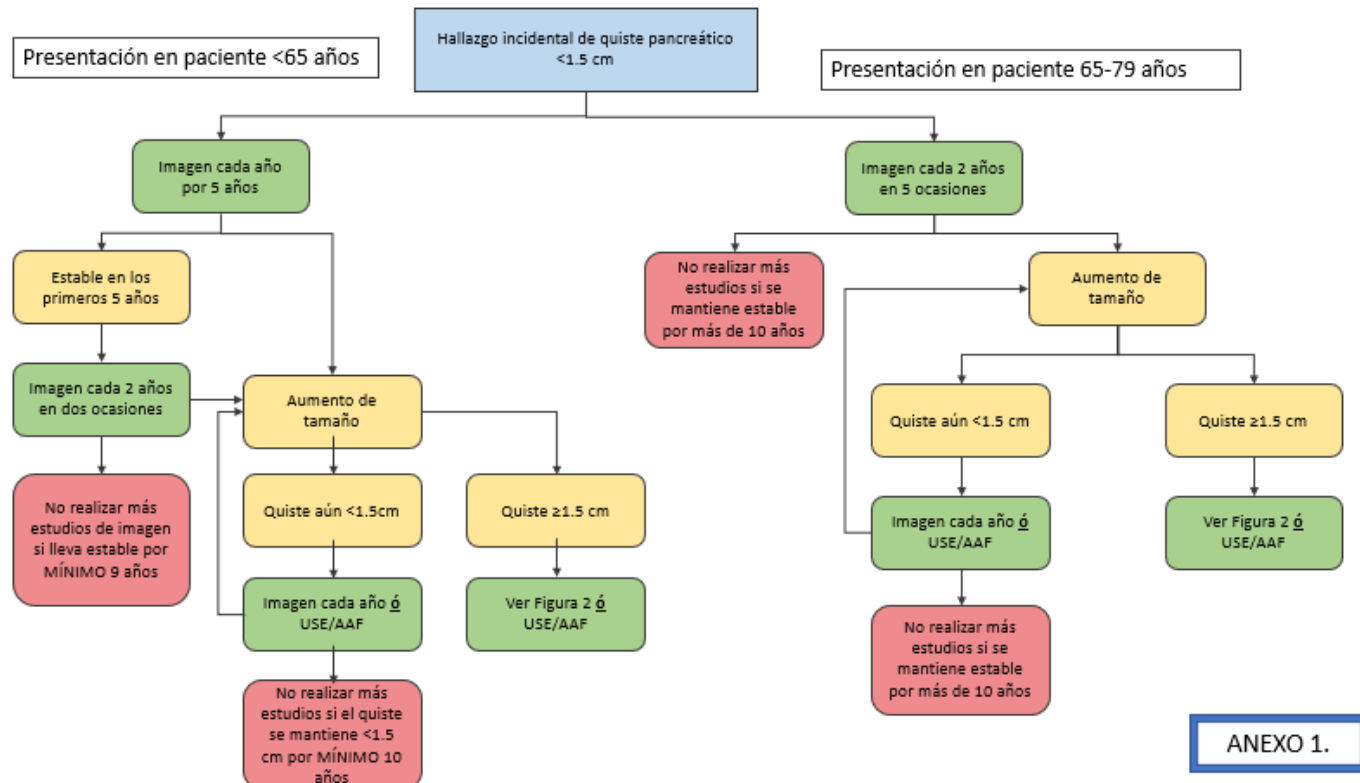 Presentación en paciente <65 años
Hallazgo incidental de quiste pancreático
<1.5 cm
Presentación en paciente 65-79 años
Imagen cada año
por 5 años
Imagen cada 2 años
en 5 ocasiones
Estable en los
primeros 5 años
No realizar más
estudios si se
mantiene estable
por más de 10 años
Aumento de
tamaño
Imagen cada 2 años
en dos ocasiones
Aumento de
tamaño
Quiste aún <1.5 cm
Quiste ≥1.5 cm
No realizar más
estudios de imagen
si lleva estable por
MÍNIMO 9 años
Quiste aún <1.5cm
Quiste ≥1.5 cm
Imagen cada año ó
USE/AAF
Ver Figura 2 ó
USE/AAF
Imagen cada año ó
USE/AAF
Ver Figura 2 ó
USE/AAF
No realizar más
estudios si se
mantiene estable
por más de 10 años
No realizar más
estudios si el quiste
se mantiene <1.5
cm por MÍNIMO 10
años
ANEXO 1.